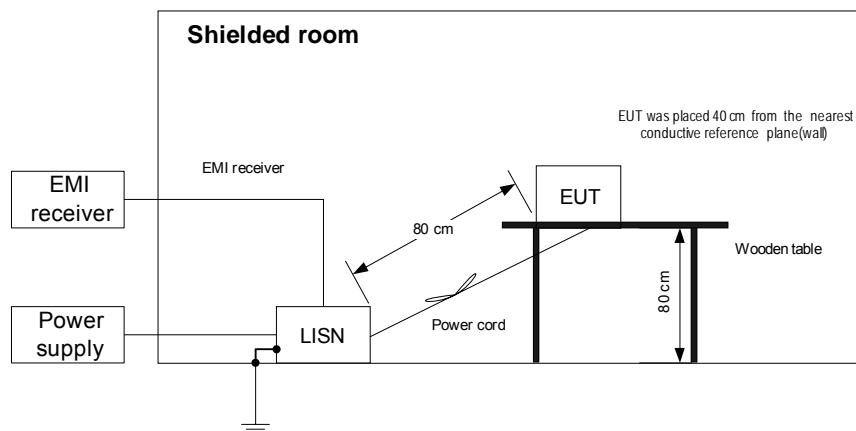 Shielded room
EUT was placed 40 cm from the nearest
conductive reference plane(wall)
EMI receiver
EMI
receiver
EUT
80 cm
Wooden table
80 cm
Power cord
LISN
Power
supply